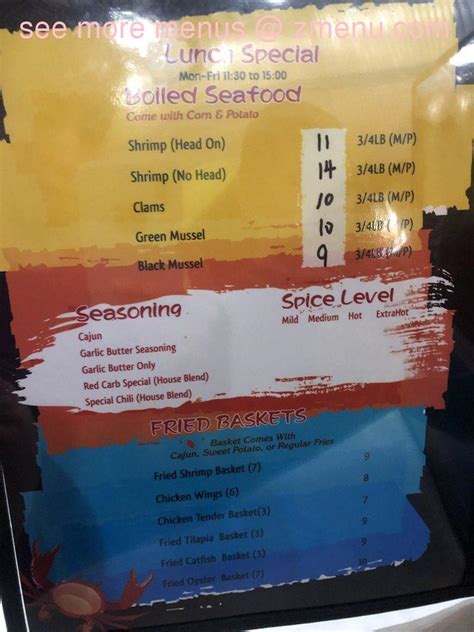 see more menus @ zmenu.com
Lunch Special
Mon-Fri 11:30 to 15:00
Boiled Seafood
Come with Corn & Potato
Shrimp (Head On) 11 3/4LB (M/P)
Shrimp (No Head) 14 3/4LB (M/P)
Clams 10 3/4LB (M/P)
Green Mussel 10 3/4LB (M/P)
Black Mussel 9 3/4LB (M/P)
Seasoning
Cajun
Garlic Butter Seasoning
Garlic Butter Only
Red Carb Special (House Blend)
Special Chili (House Blend)
Spice Level
Mild Medium Hot ExtraHot
FRIED BASKETS
Basket Comes With
Cajun, Sweet Potato, or Regular Fries
Fried Shrimp Basket (7) 9
Chicken Wings (6) 8
Chicken Tender Basket(3) 7
Fried Tilapia Basket (3) 9
Fried Catfish Basket (3) 9
Fried Oyster Basket (7) 10